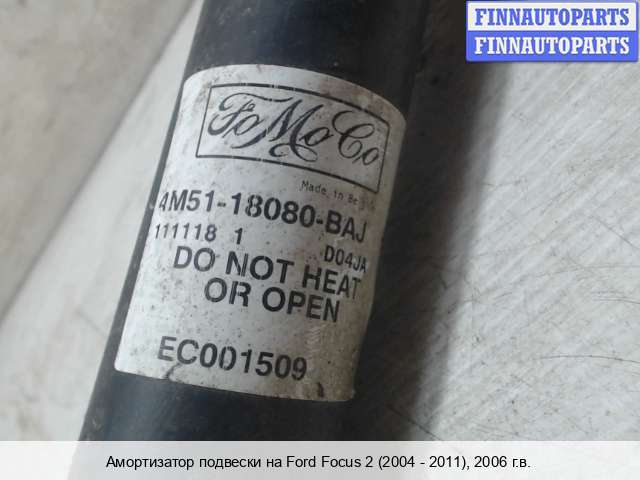 FINNAUTOPARTS
FINNAUTOPARTS
FoMoCo
Made in
4M51-18080-BAJ
111118 1 D04JA
DO NOT HEAT
OR OPEN
EC001509
Амортизатор подвески на Ford Focus 2 (2004 - 2011), 2006 г.в.